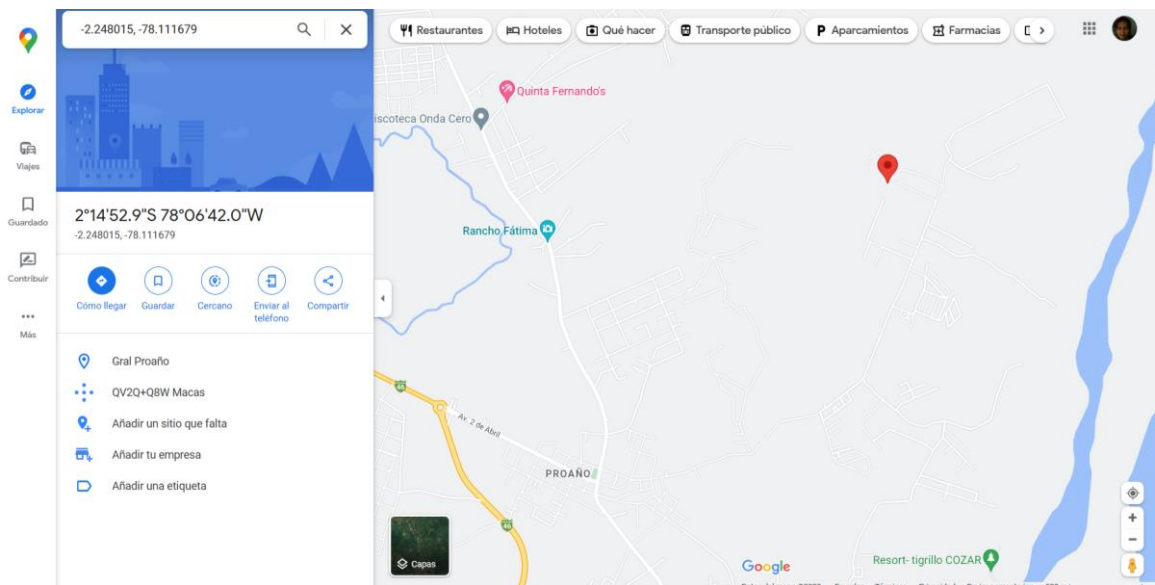 -2.248015, -78.111679
Restaurantes
Hoteles
Qué hacer
Transporte público
P Aparcamientos
Farmacias
Explorar
Viajes
Guardado
Contribuir
Más
2°14'52.9"S 78°06'42.0"W
-2.248015, -78.111679
Cómo llegar
Guardar
Cercano
Enviar al
teléfono
Compartir
Gral Proaño
QV2Q+Q8W Macas
Añadir un sitio que falta
Añadir tu empresa
Añadir una etiqueta
Quinta Fernando's
iscoteca Onda Cero
Rancho Fátima
46
Av. 2 de Abril
PROAÑO
46
Capas
Google
Resort- tigrillo COZAR